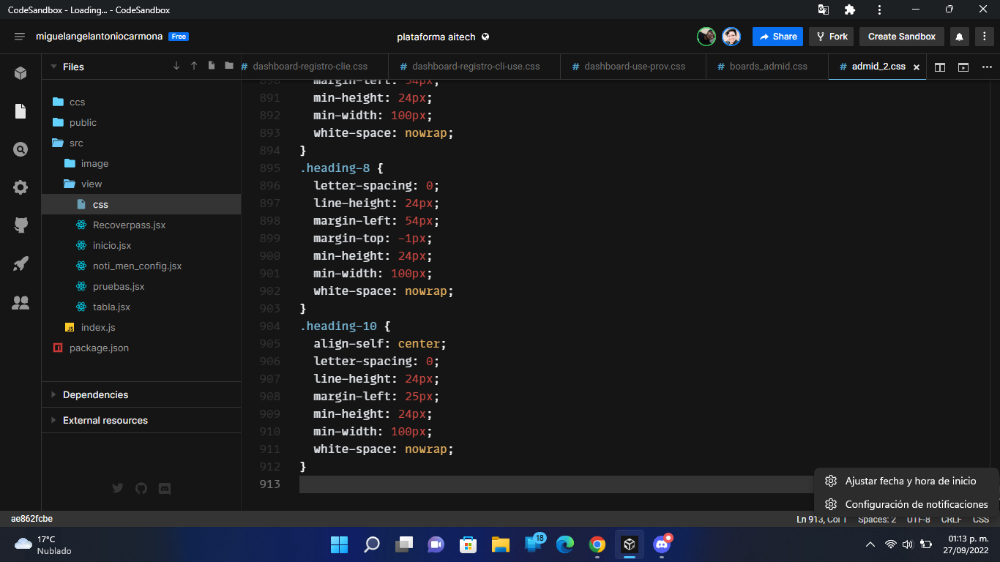 CodeSandbox - Loading... - CodeSandbox
miguelangelantoniocarmona Free
plataforma aitech
Share
Fork
Create Sandbox
Files
dashboard-registro-clie.css
# dashboard-registro-cli-use.css
# dashboard-use-prov.css
# boards_admid.css
# admid_2.css
ccs
public
src
image
view
css
Recoverpass.jsx
inicio.jsx
noti_men_config.jsx
pruebas.jsx
tabla.jsx
JS index.js
package.json
Dependencies
External resources
890 margin-left: 54px;
891 min-height: 24px;
892 min-width: 100px;
893 white-space: nowrap;
894 }
895 .heading-8 {
896 letter-spacing: 0;
897 line-height: 24px;
898 margin-left: 54px;
899 margin-top: -1px;
900 min-height: 24px;
901 min-width: 100px;
902 white-space: nowrap;
903 }
904 .heading-10 {
905 align-self: center;
906 letter-spacing: 0;
907 line-height: 24px;
908 margin-left: 25px;
909 min-height: 24px;
910 min-width: 100px;
911 white-space: nowrap;
912 }
913
Ajustar fecha y hora de inicio
Configuración de notificaciones
ae862fcbe
Ln 913, Col 1 Spaces: 2 UTF-8 CRLF CSS
17°C
Nublado
18
01:13 p. m.
27/09/2022